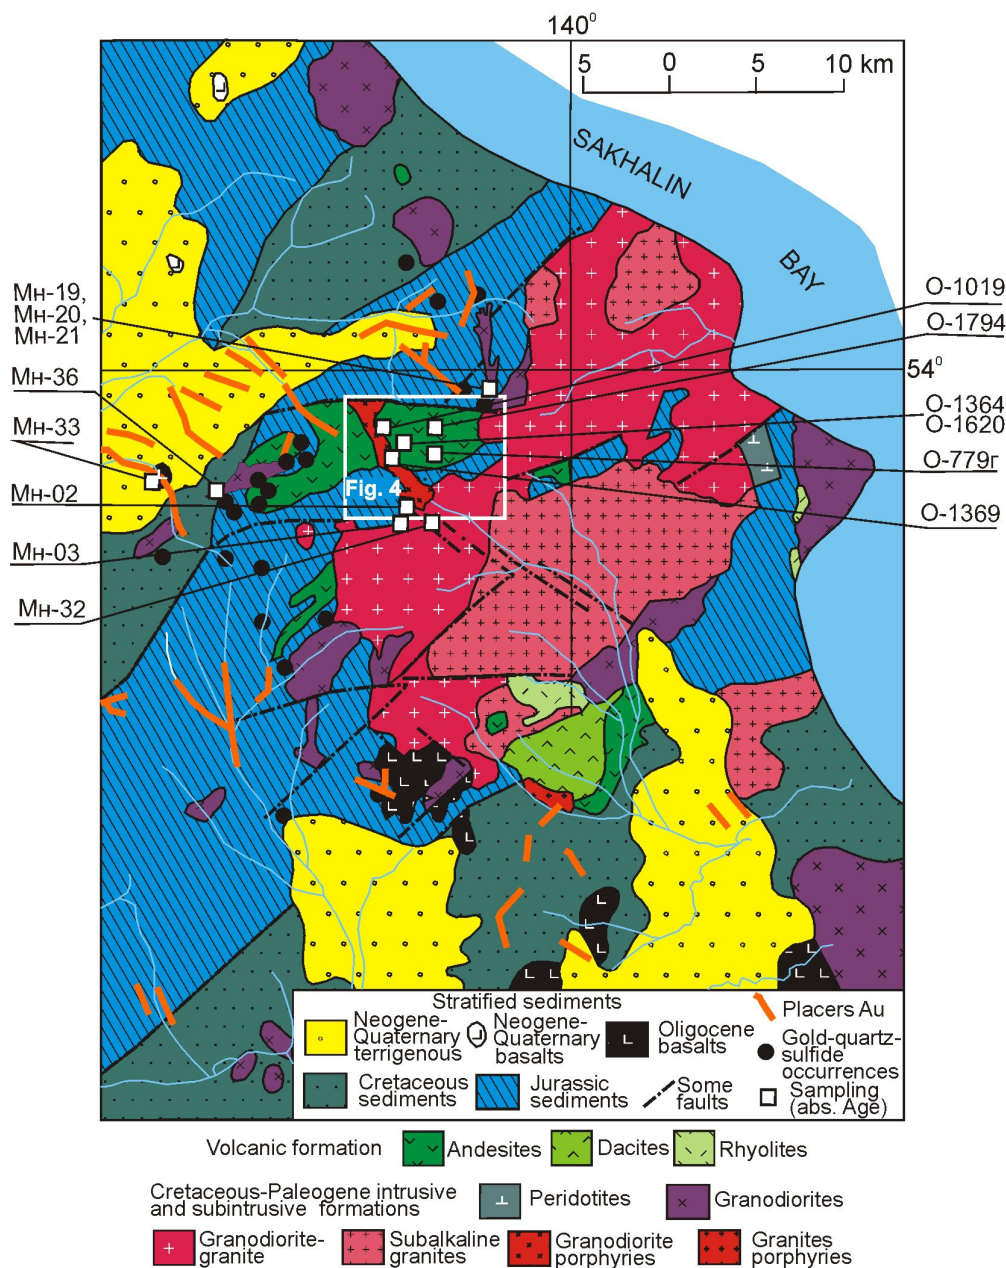 140⁰
5 0 5 10 km
SAKHALIN
BAY
Мн-19,
Мн-20,
Мн-21
Мн-36
Мн-33
Мн-02
Мн-03
Мн-32
O-1019
O-1794
54⁰
O-1364
O-1620
O-779г
O-1369
Fig. 4
Stratified sediments
Neogene-
Quaternary
terrigenous
Neogene-
Quaternary
basalts
Oligocene
basalts
Placers Au
Gold-quartz-
sulfide
occurrences
Cretaceous
sediments
Jurassic
sediments
Some
faults
Sampling
(abs. Age)
Volcanic formation
Andesites
Dacites
Rhyolites
Cretaceous-Paleogene intrusive
and subintrusive formations
Peridotites
Granodiorites
Granodiorite-
granite
Subalkaline
granites
Granodiorite
porphyries
Granites
porphyries